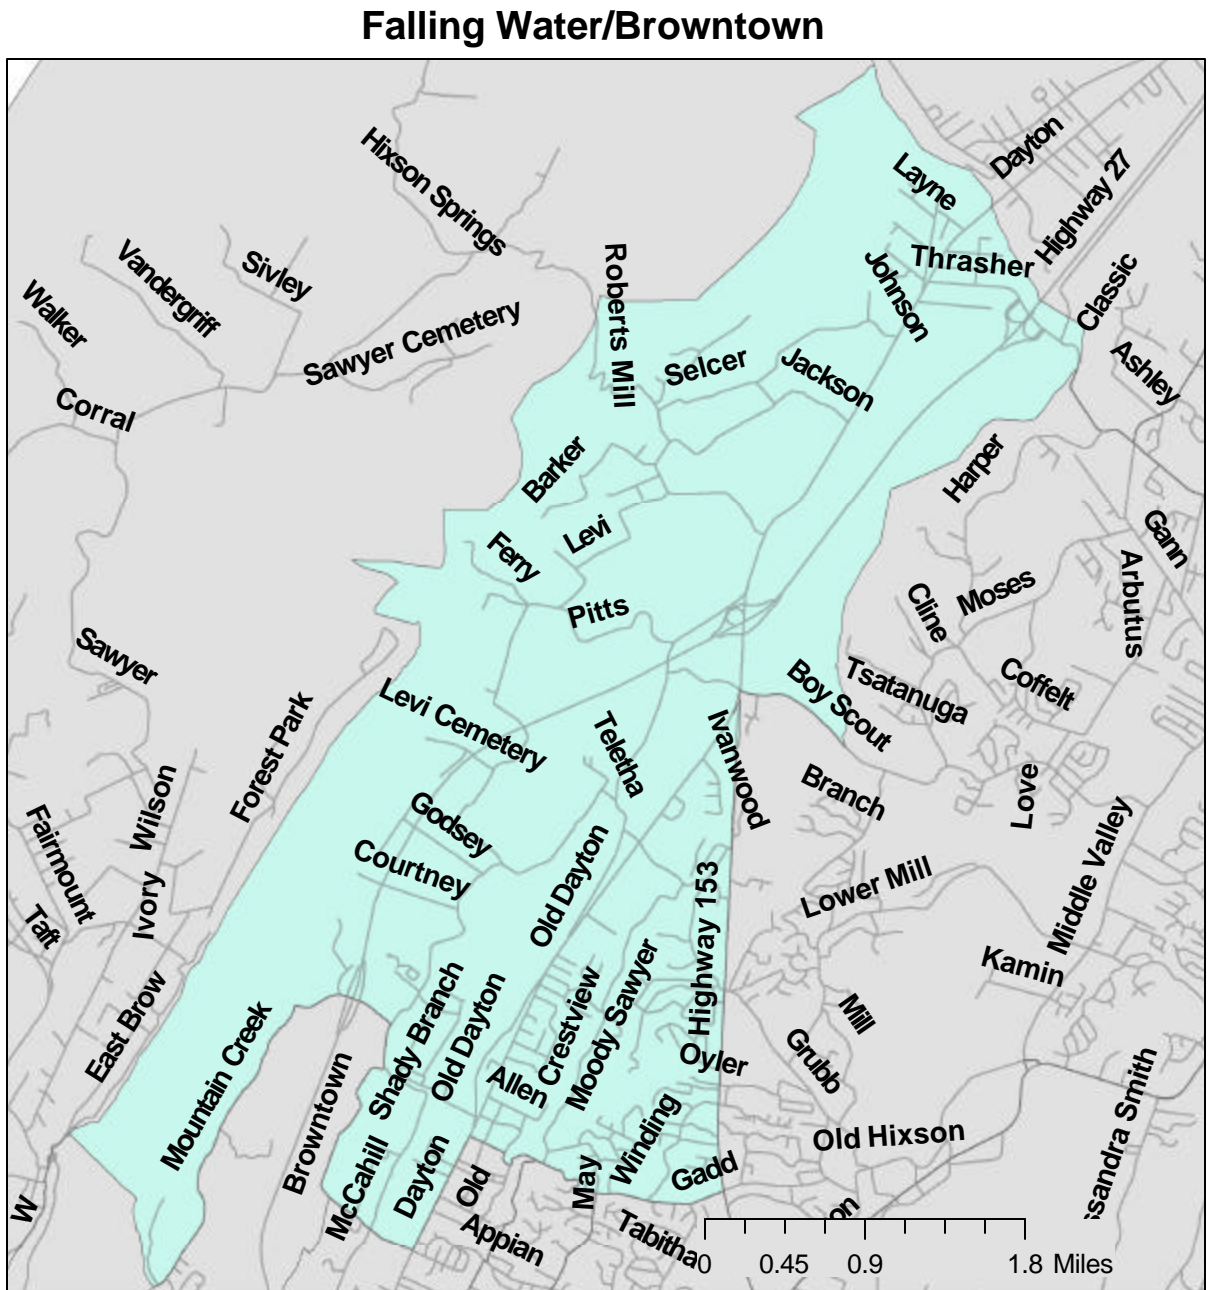 Falling Water/Browntown
Dayton
Hixson Springs
Layne
Highway 27
Thrasher
Roberts Mill
Sivley
Vandergriff
Johnson
Classic
Walker
Sawyer Cemetery
Selcer
Jackson
Ashley
Corral
Barker
Harper
Levi
Gann
Ferry
Arbutus
Moses
Cline
Pitts
Sawyer
Boy Scout
Tsatanuga
Coffelt
Levi Cemetery
Forest Park
Teletha
Ivanwood
Wilson
Branch
Love
Fairmount
Godsey
Middle Valley
Courtney
Old Dayton
Ivory
Lower Mill
Taft
Highway 153
Kamin
East Brow
Shady Branch
Old Dayton
Crestview
Moody Sawyer
Mill
Mountain Creek
Grubb
Oyler
Allen
Browntown
ssandra Smith
Winding
Old Hixson
McCahill
Dayton
Old
May
Gadd
W
on
Appian
Tabitha
0 0.45 0.9 1.8 Miles